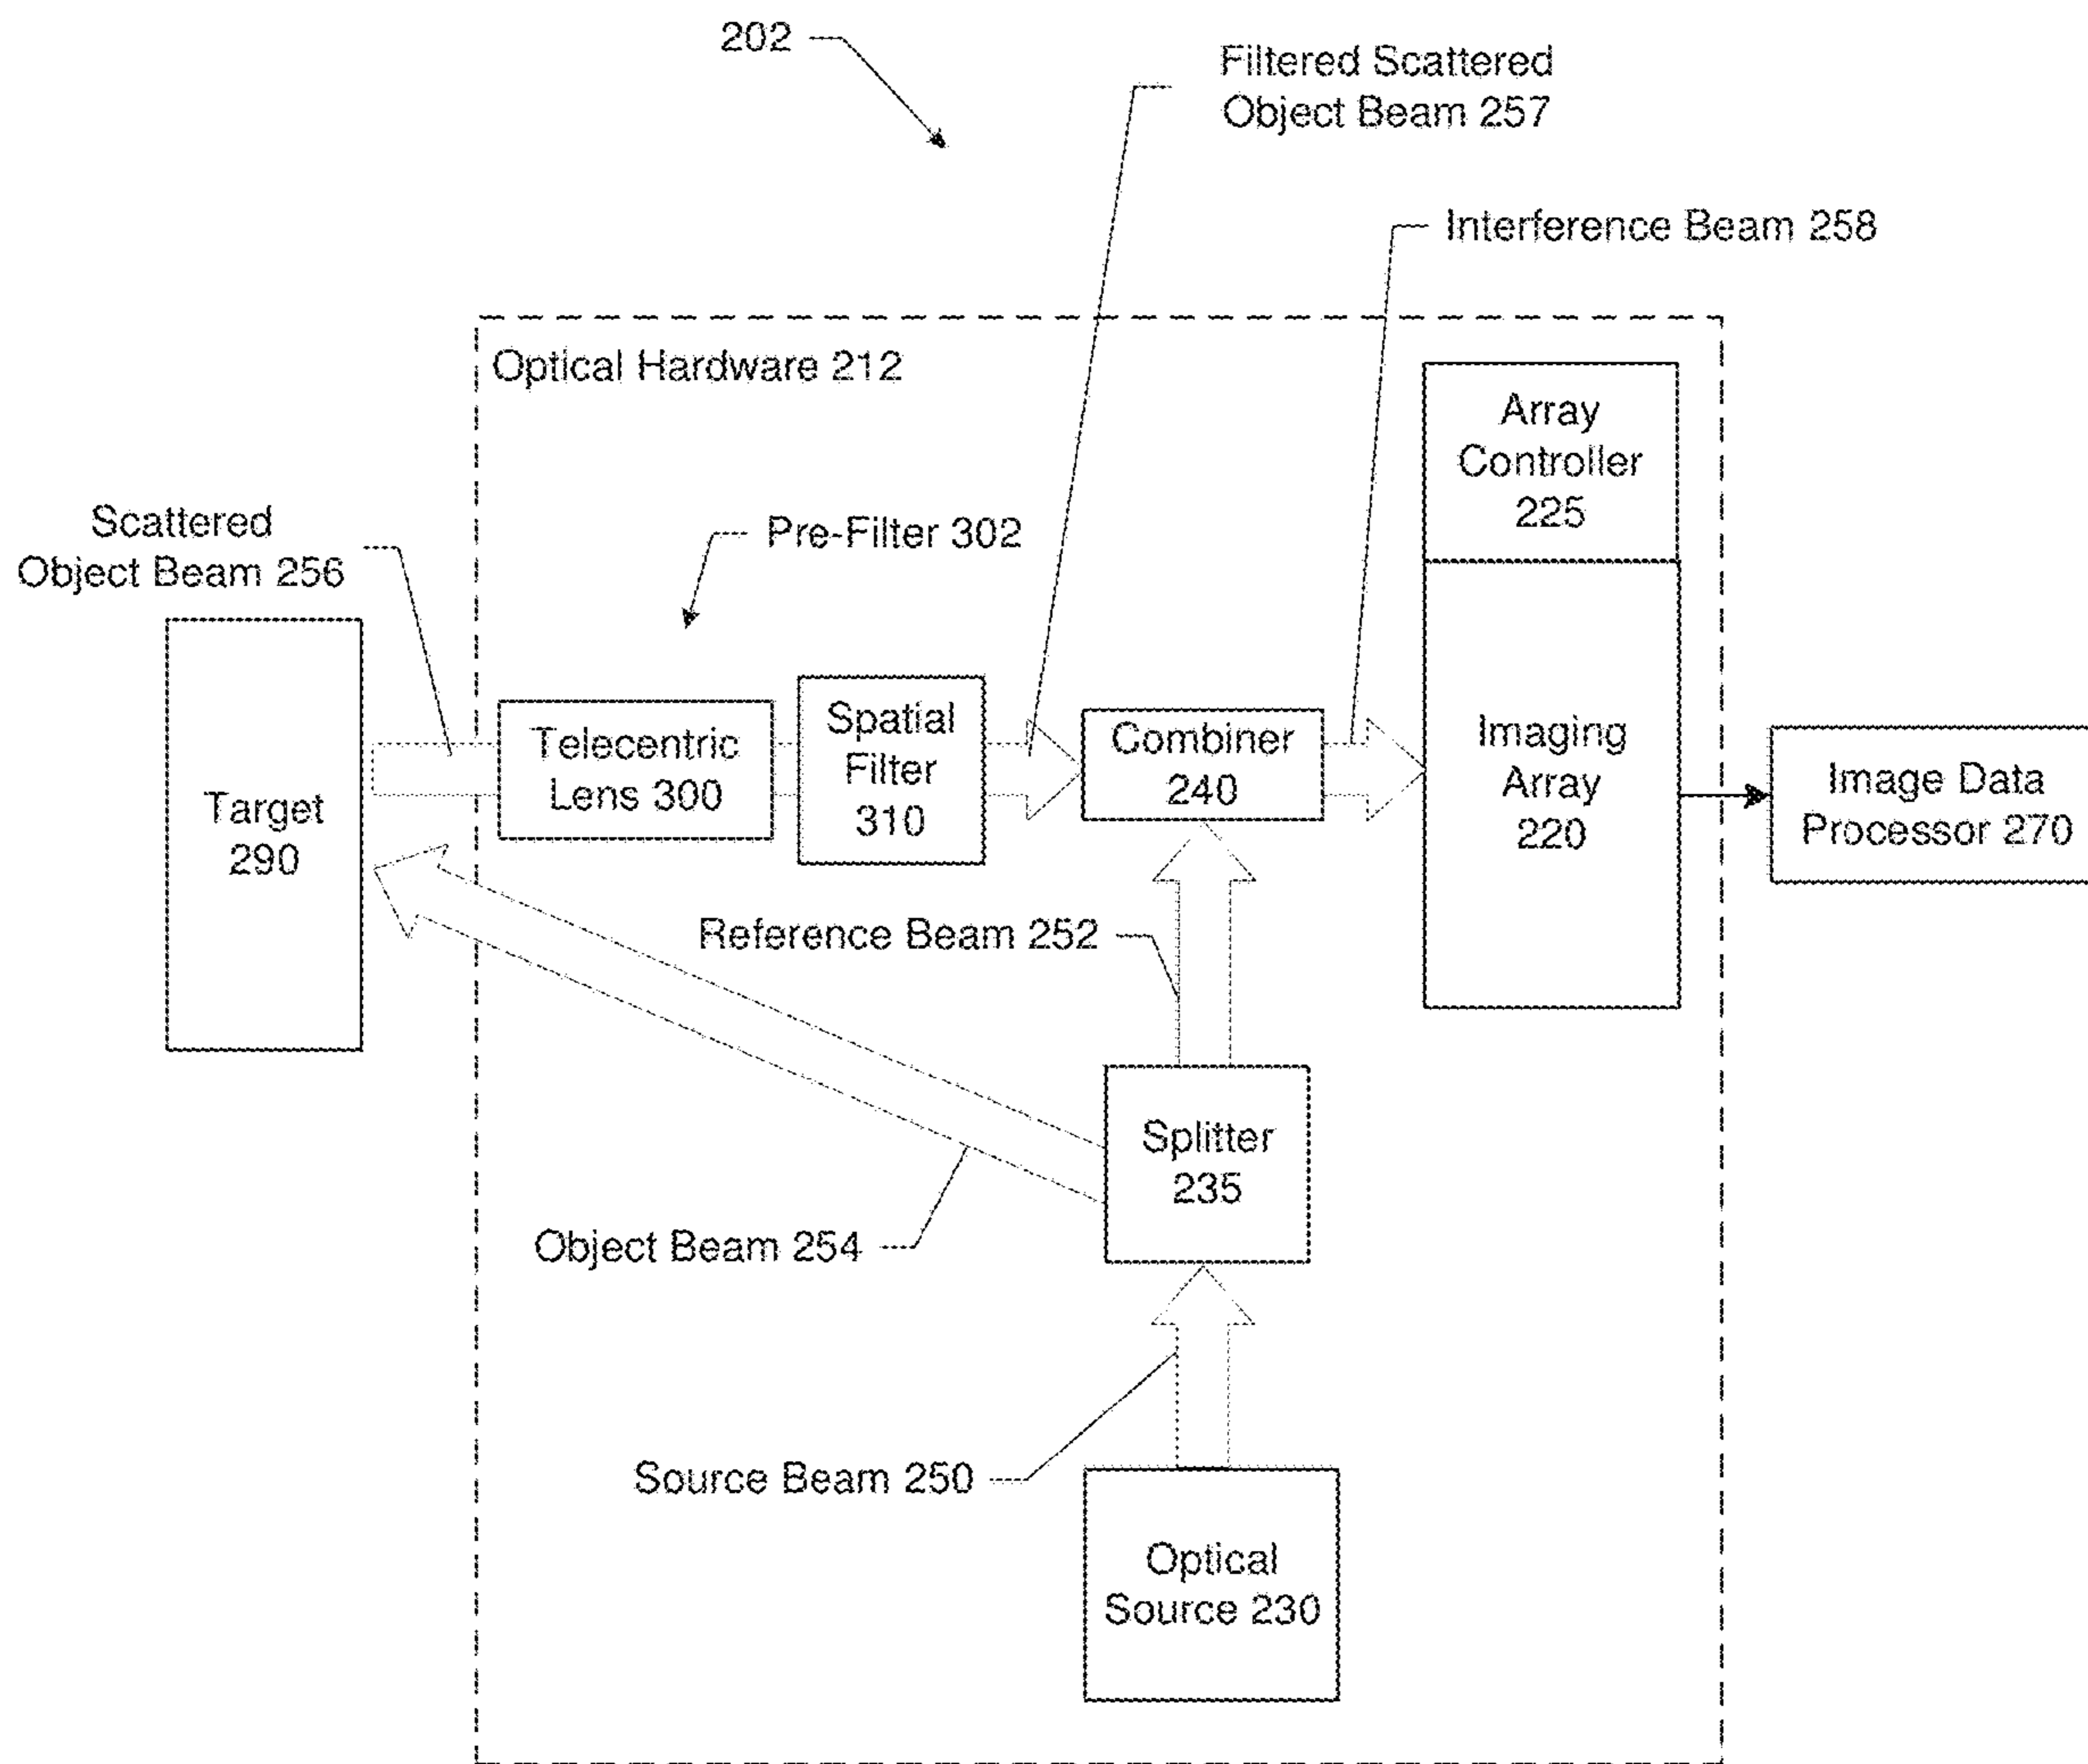 202
Filtered Scattered
Object Beam 257
Interference Beam 258
Optical Hardware 212
Array
Controller
225
Scattered
Object Beam 256
Pre-Filter 302
Telecentric
Lens 300
Spatial
Filter
310
Combiner
240
Imaging
Array
220
Image Data
Processor 270
Target
290
Reference Beam 252
Splitter
235
Object Beam 254
Source Beam 250
Optical
Source 230